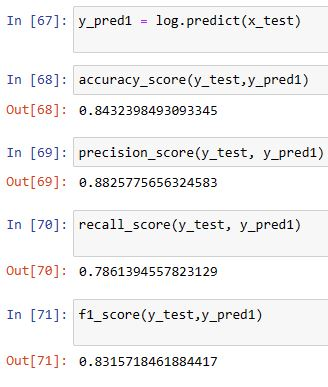 In [67]: y_pred1 = log.predict(x_test)
In [68]: accuracy_score(y_test,y_pred1)
Out[68]: 0.8432398493093345
In [69]: precision_score(y_test, y_pred1)
Out[69]: 0.8825775656324583
In [70]: recall_score(y_test, y_pred1)
Out[70]: 0.7861394557823129
In [71]: f1_score(y_test,y_pred1)
Out[71]: 0.8315718461884417